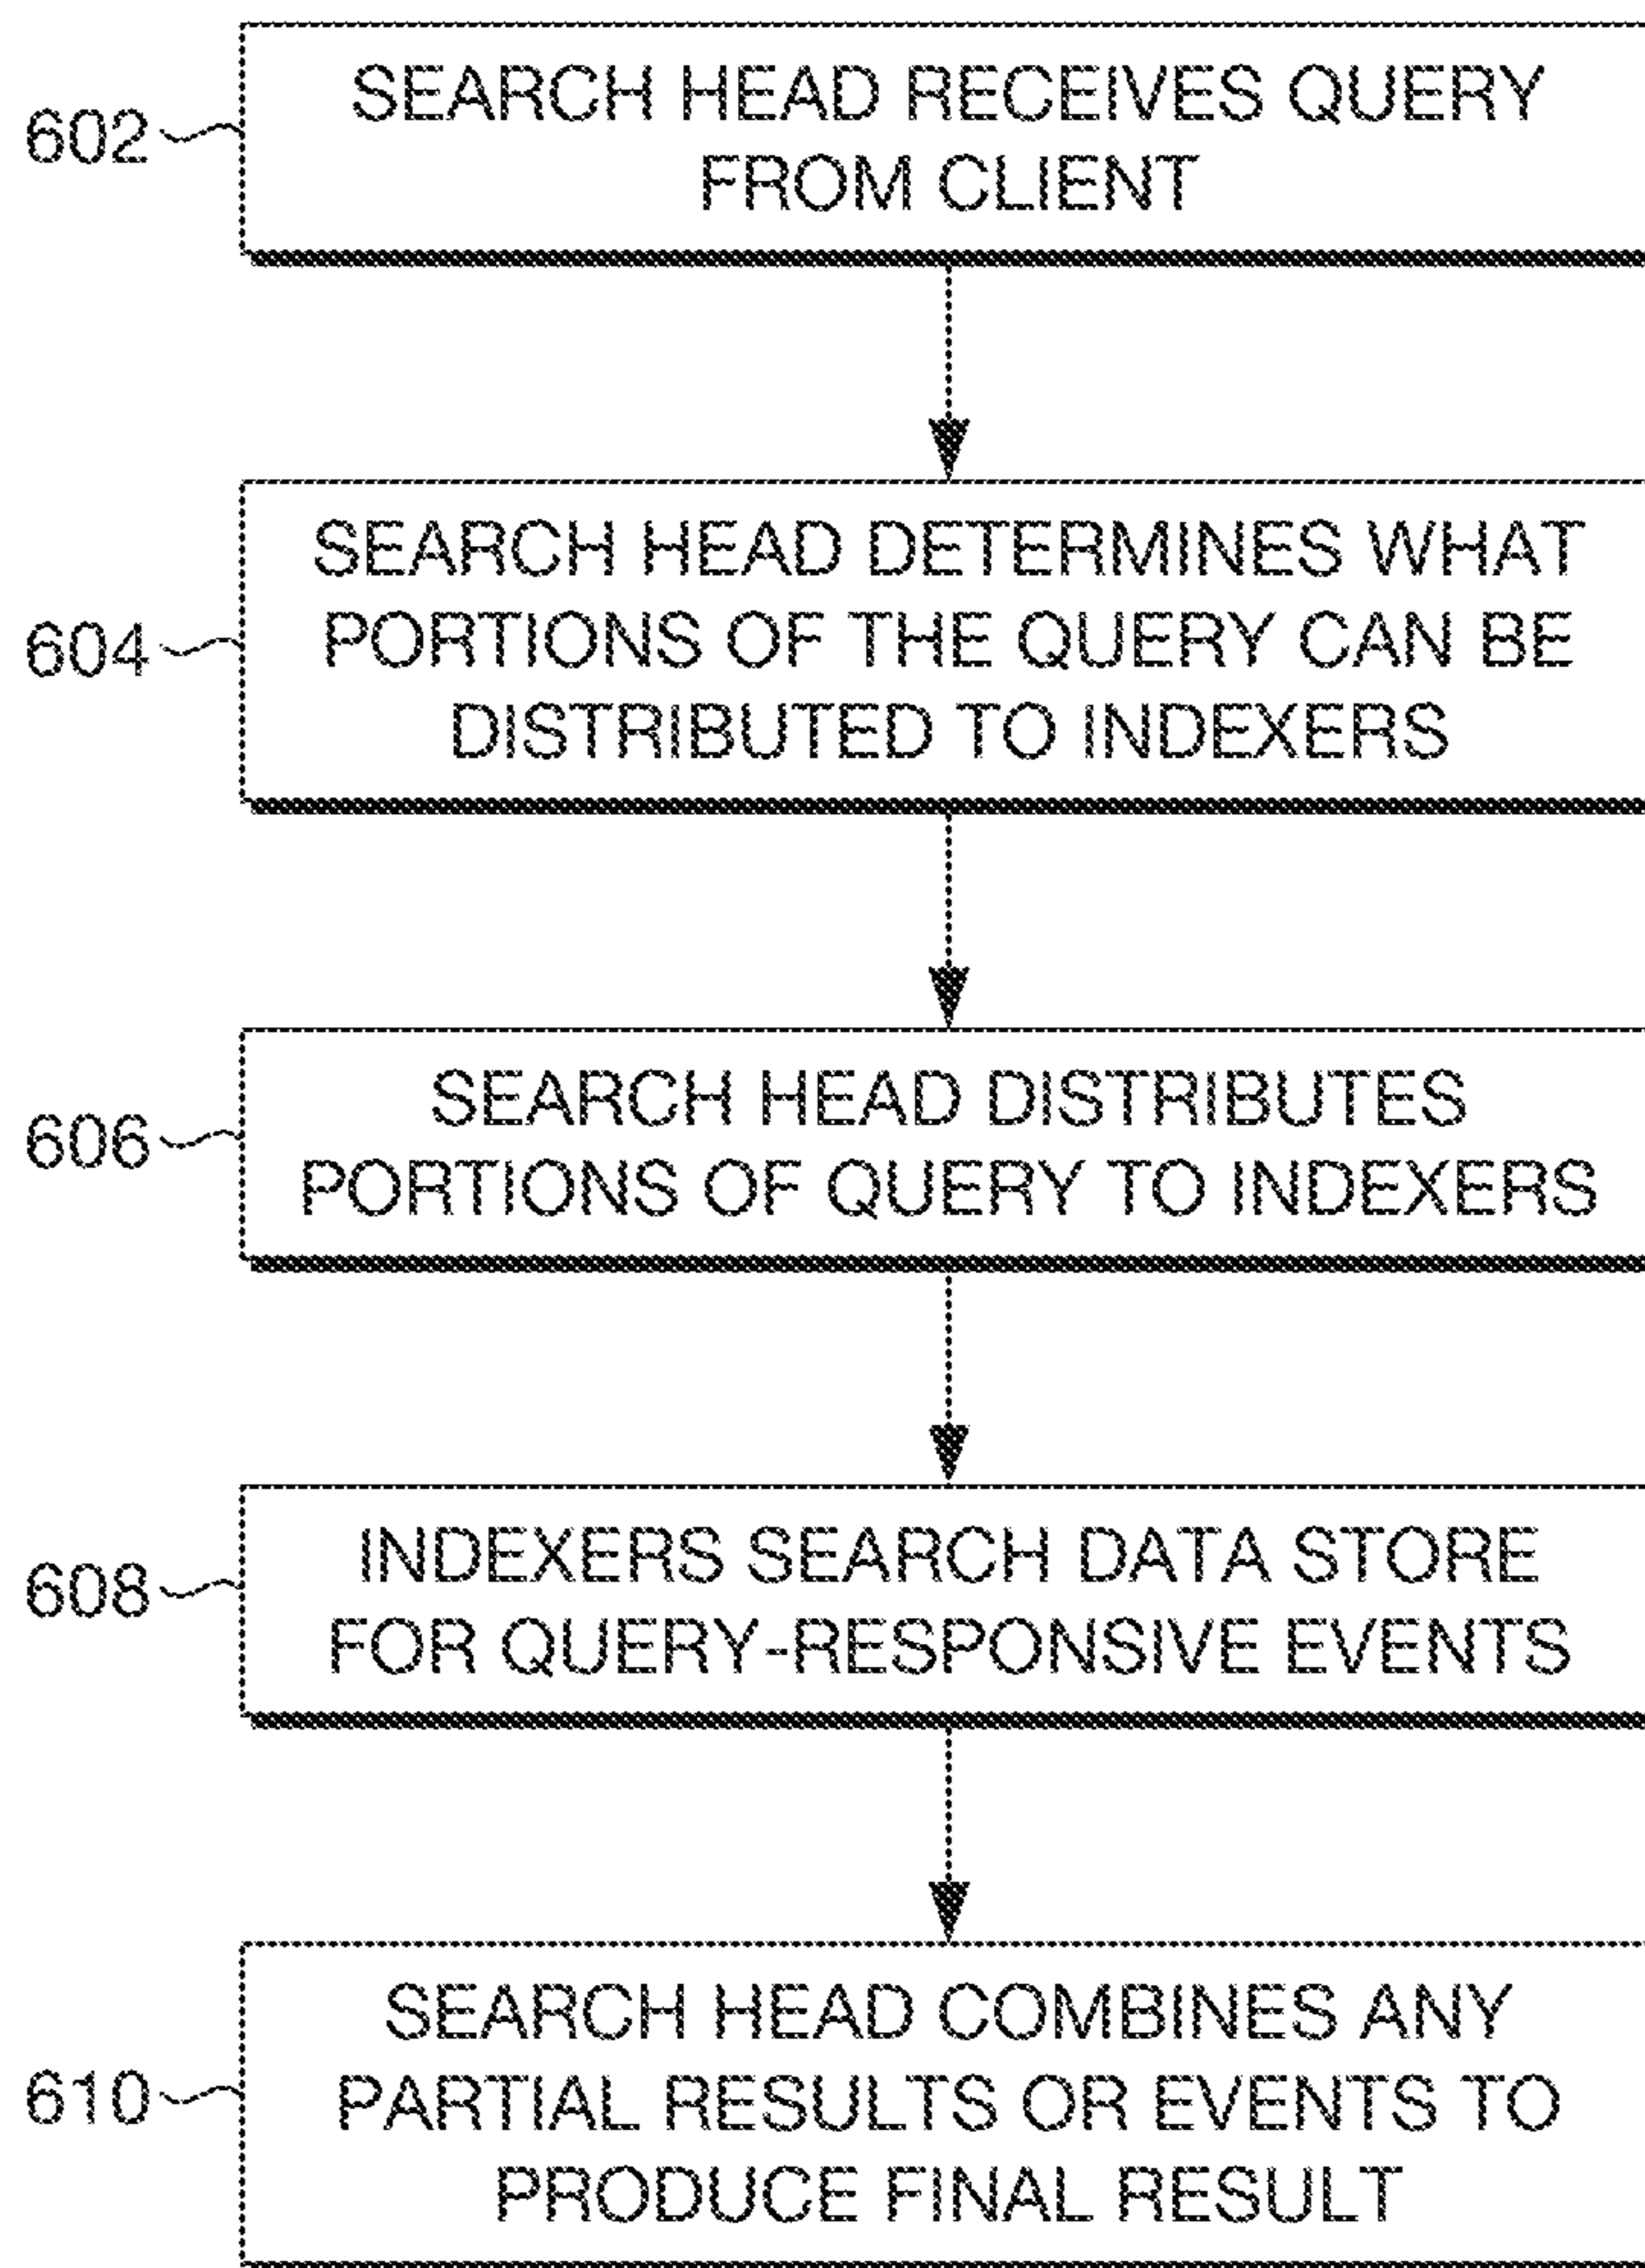 602
SEARCH HEAD RECEIVES QUERY
FROM CLIENT
604
SEARCH HEAD DETERMINES WHAT
PORTIONS OF THE QUERY CAN BE
DISTRIBUTED TO INDEXERS
606
SEARCH HEAD DISTRIBUTES
PORTIONS OF QUERY TO INDEXERS
608
INDEXERS SEARCH DATA STORE
FOR QUERY-RESPONSIVE EVENTS
610
SEARCH HEAD COMBINES ANY
PARTIAL RESULTS OR EVENTS TO
PRODUCE FINAL RESULT